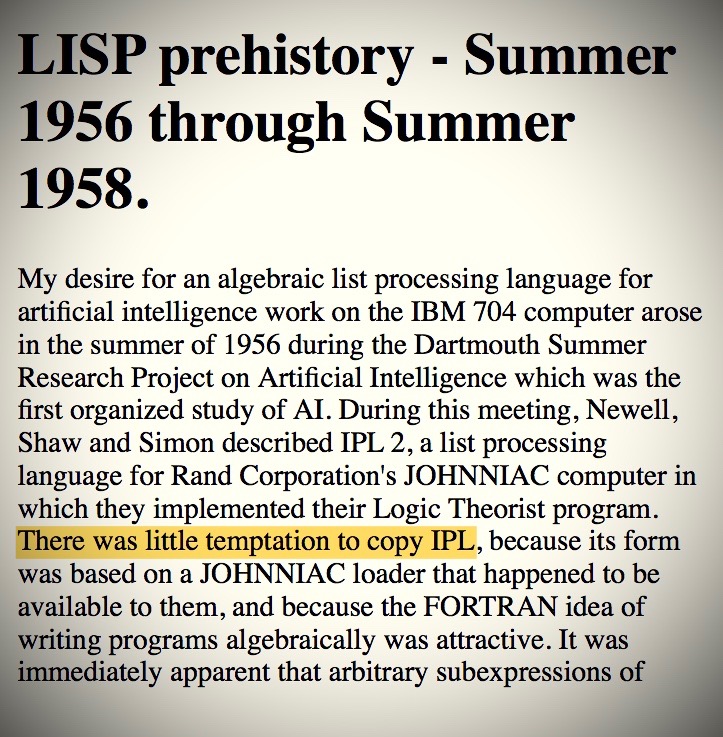 LISP prehistory - Summer
1956 through Summer
1958.
My desire for an algebraic list processing language for
artificial intelligence work on the IBM 704 computer arose
in the summer of 1956 during the Dartmouth Summer
Research Project on Artificial Intelligence which was the
first organized study of AI. During this meeting, Newell,
Shaw and Simon described IPL 2, a list processing
language for Rand Corporation's JOHNNIAC computer in
which they implemented their Logic Theorist program.
There was little temptation to copy IPL, because its form
was based on a JOHNNIAC loader that happened to be
available to them, and because the FORTRAN idea of
writing programs algebraically was attractive. It was
immediately apparent that arbitrary subexpressions of